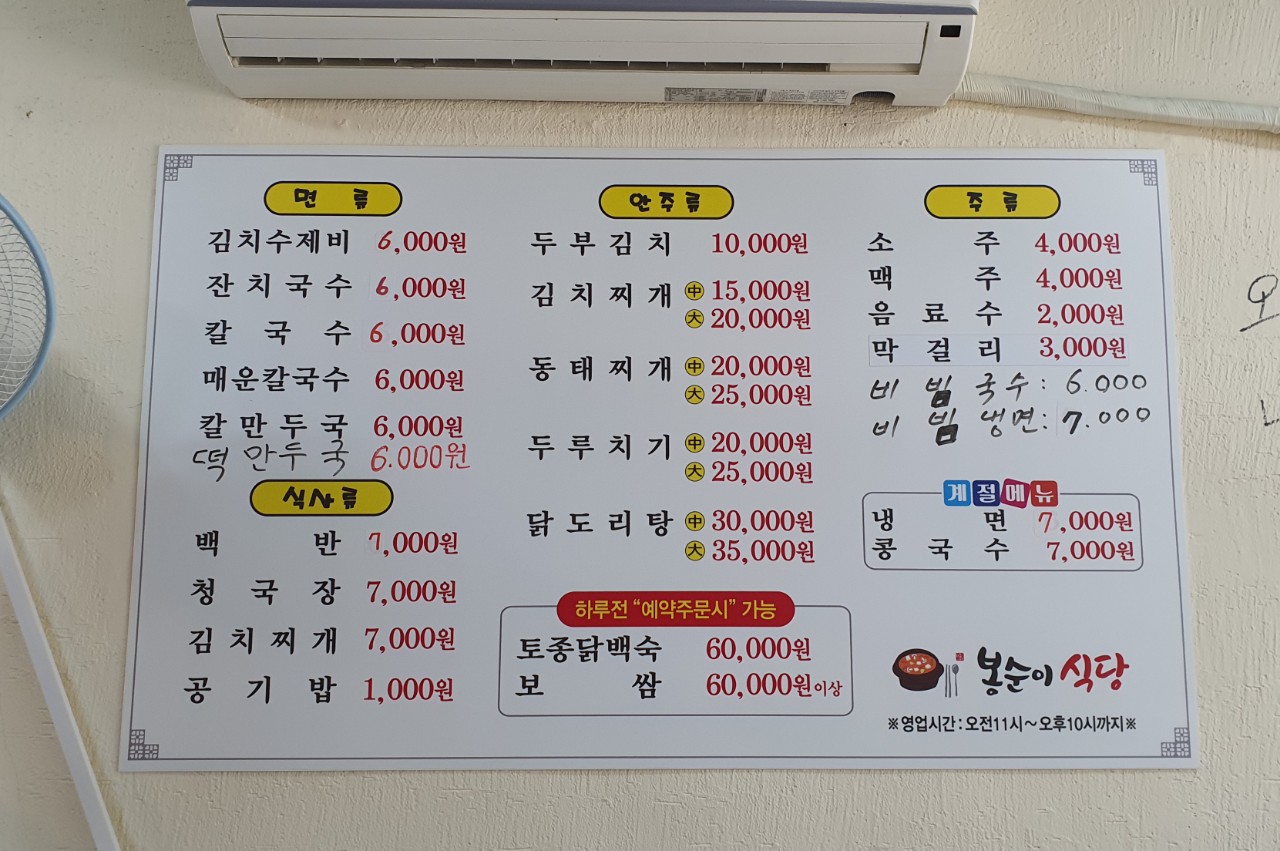 면 류
김치수제비 6,000원
잔치국수 6,000원
칼국수 6,000원
매운칼국수 6,000원
칼만두국 6,000원
떡만두국 6.000원
식사류
백반 7,000원
청국장 7,000원
김치찌개 7,000원
공기밥 1,000원
안주류
두부김치 10,000원
김치찌개 中 15,000원
大 20,000원
동태찌개 中 20,000원
大 25,000원
두루치기 中 20,000원
大 25,000원
닭도리탕 中 30,000원
大 35,000원
하루전 “예약주문시” 가능
토종닭백숙 60,000원
보쌈 60,000원이상
주류
소주 4,000원
맥주 4,000원
음료수 2,000원
막걸리 3,000원
비빔국수: 6.000
비빔냉면: 7.000
계절메뉴
냉면 7,000원
콩국수 7,000원
봉순이 식당
※영업시간:오전11시~오후10시까지※